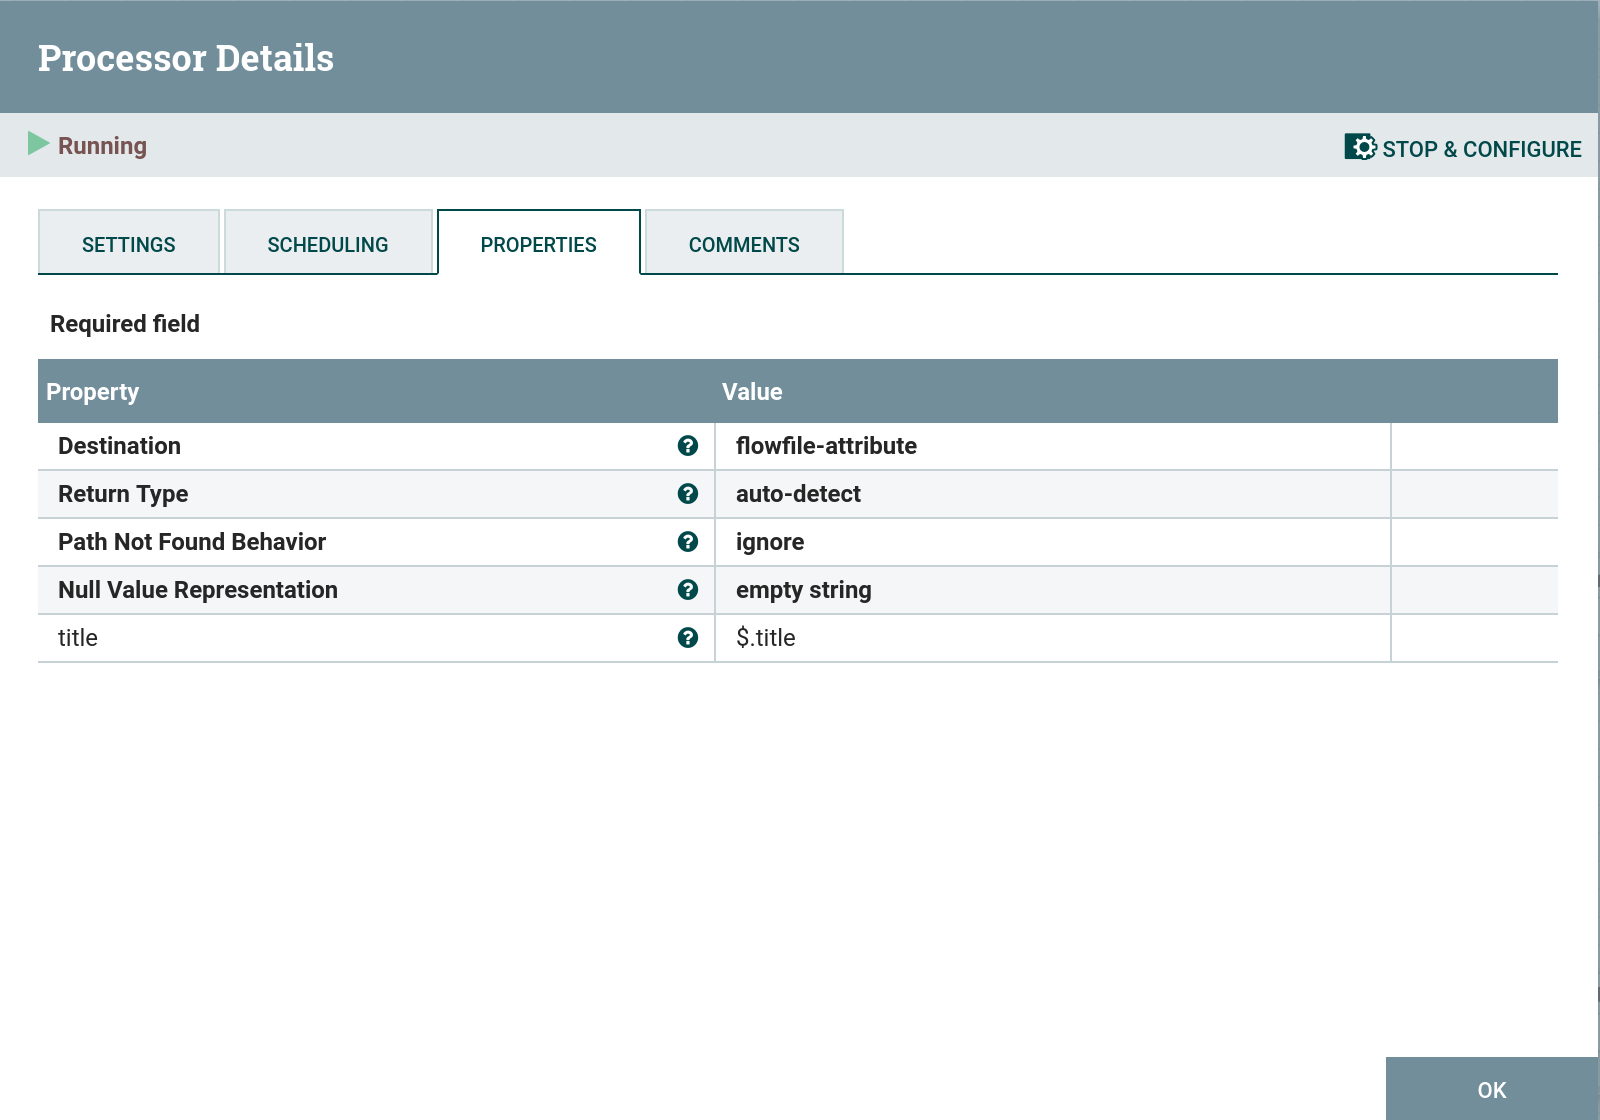 Processor Details
Running
STOP & CONFIGURE
SETTINGS SCHEDULING PROPERTIES COMMENTS
Required field
Property Value
Destination flowfile-attribute
Return Type auto-detect
Path Not Found Behavior ignore
Null Value Representation empty string
title $.title
OK